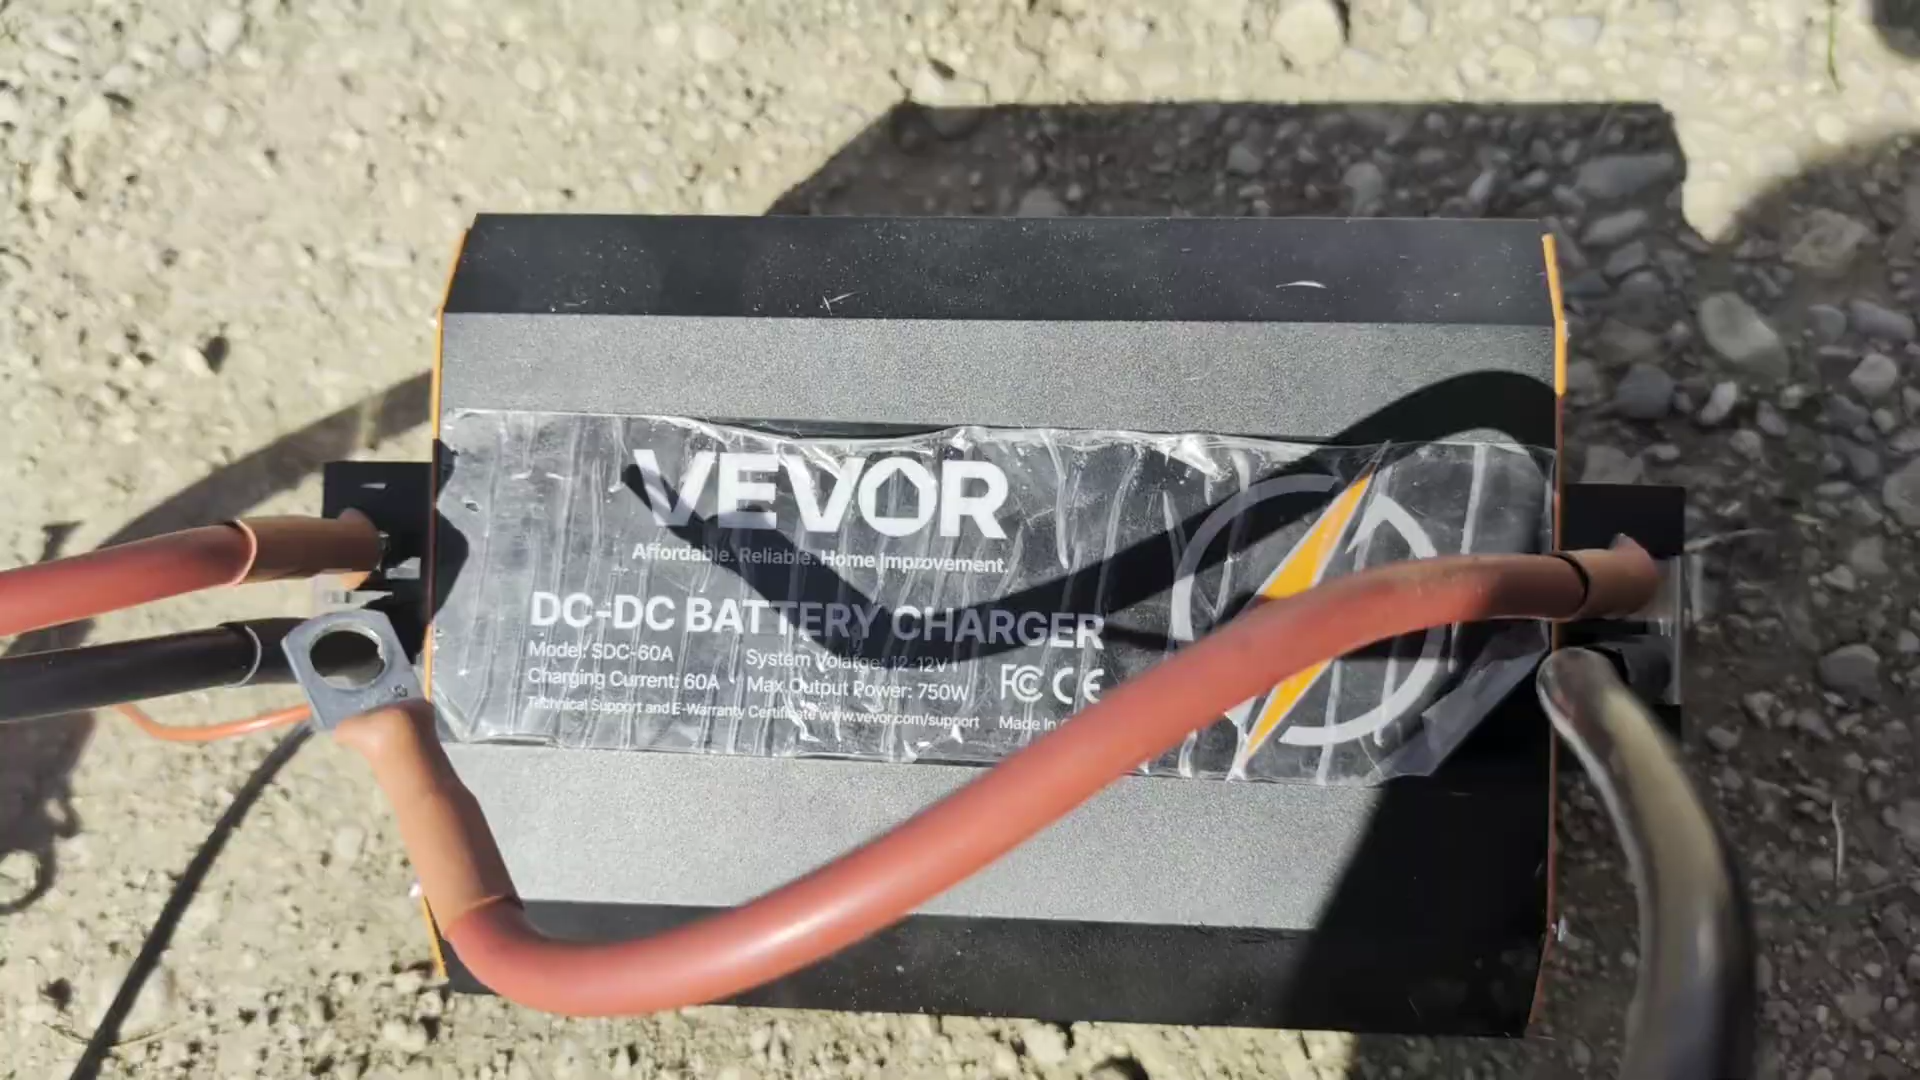 VEVOR
Affordable. Reliable. Home Improvement.
DC-DC BATTERY CHARGER
Model: SDC-60A
System Volatge: 12-12V
Charging Current: 60A
Max.Output Power: 750W
FC CE
Technical Support and E-Warranty Certificate www.vevor.com/support
Made In